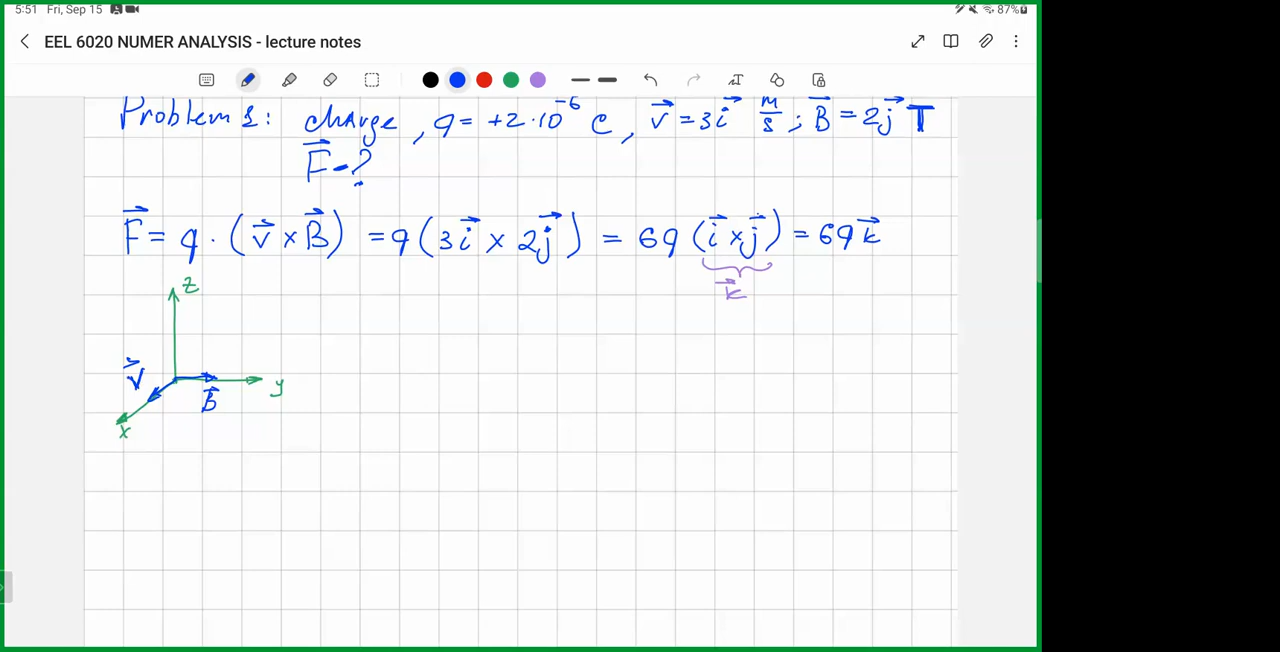 5:51 Fri, Sep 15 87%
EEL 6020 NUMER ANALYSIS - lecture notes
Problem 1: charge, q = +2·10⁻⁶ C, v⃗ = 3i⃗ m/s; B⃗ = 2j⃗ T
F⃗ - ?
F⃗ = q · (v⃗ × B⃗) = q (3i⃗ × 2j⃗) = 6q (i⃗ × j⃗) = 6q k⃗
k⃗
z
v⃗
B⃗
y
x